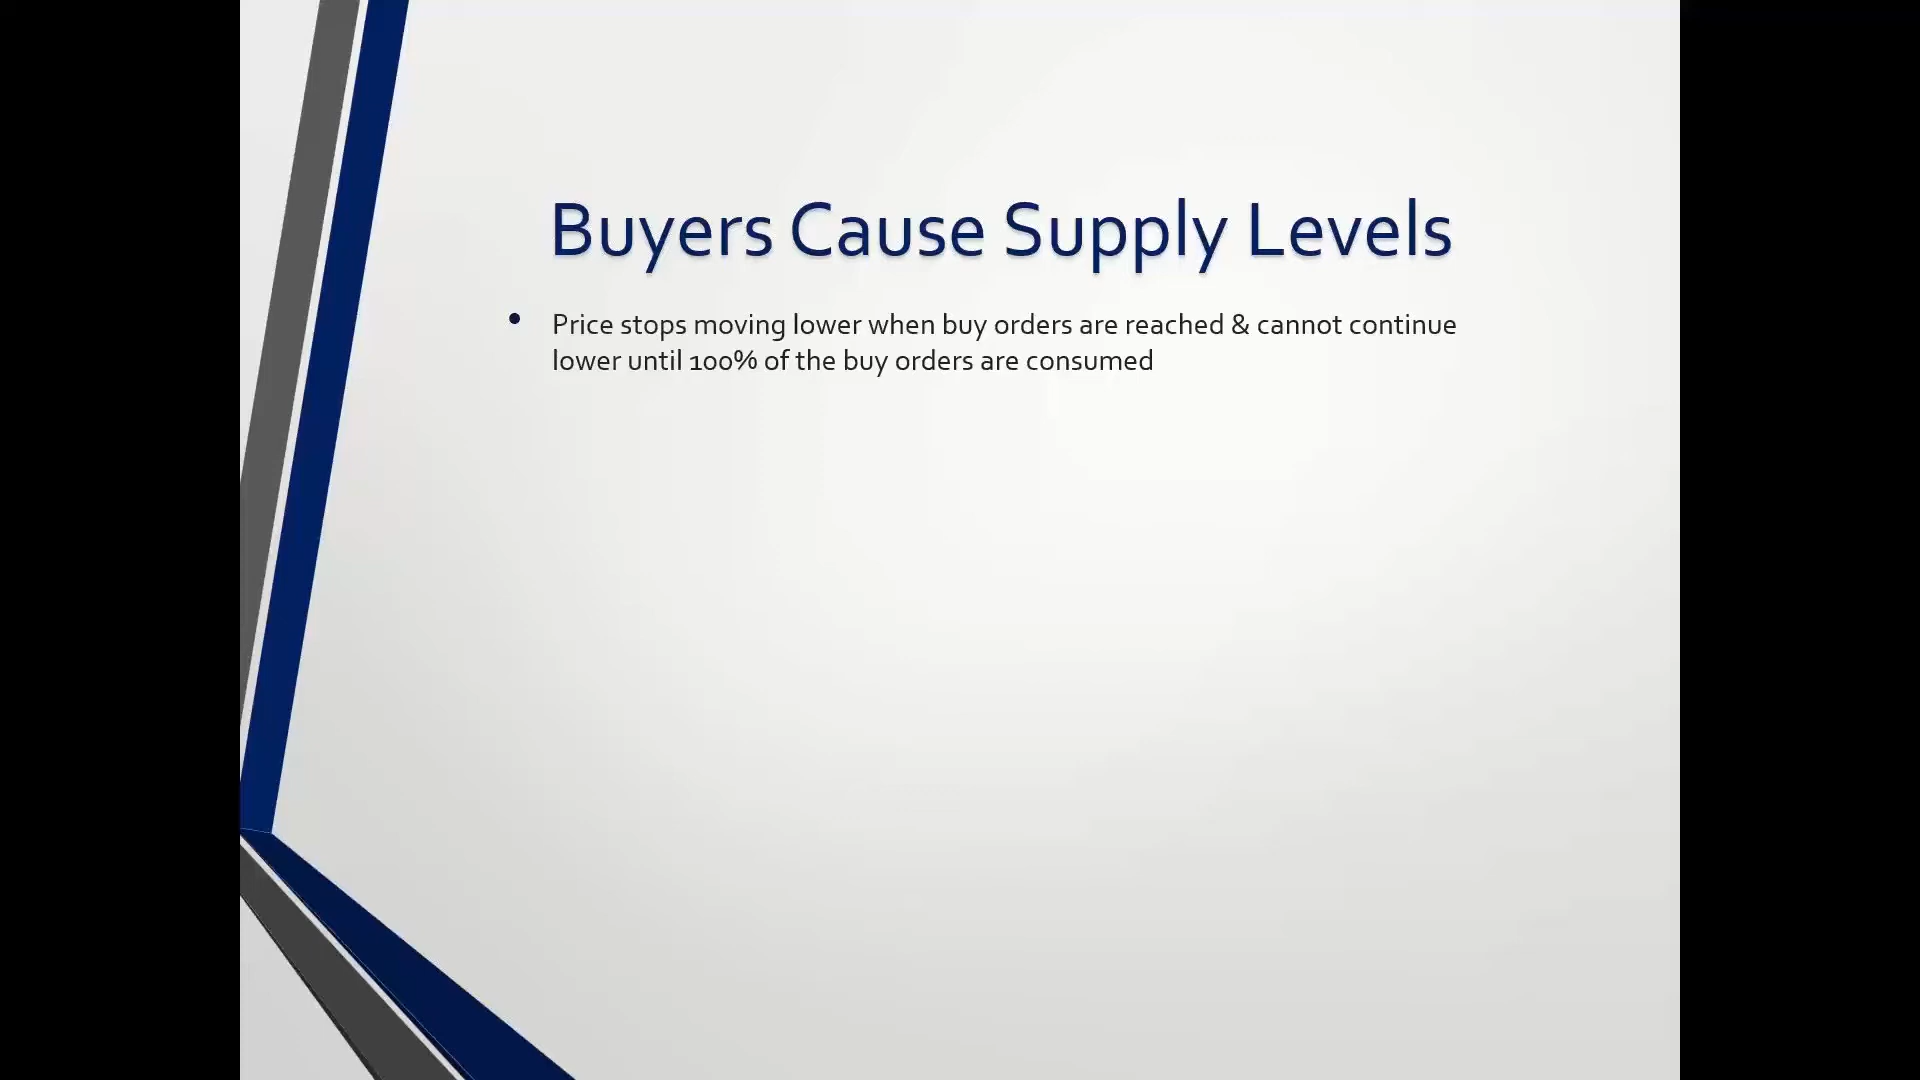 Buyers Cause Supply Levels
• Price stops moving lower when buy orders are reached & cannot continue
lower until 100% of the buy orders are consumed